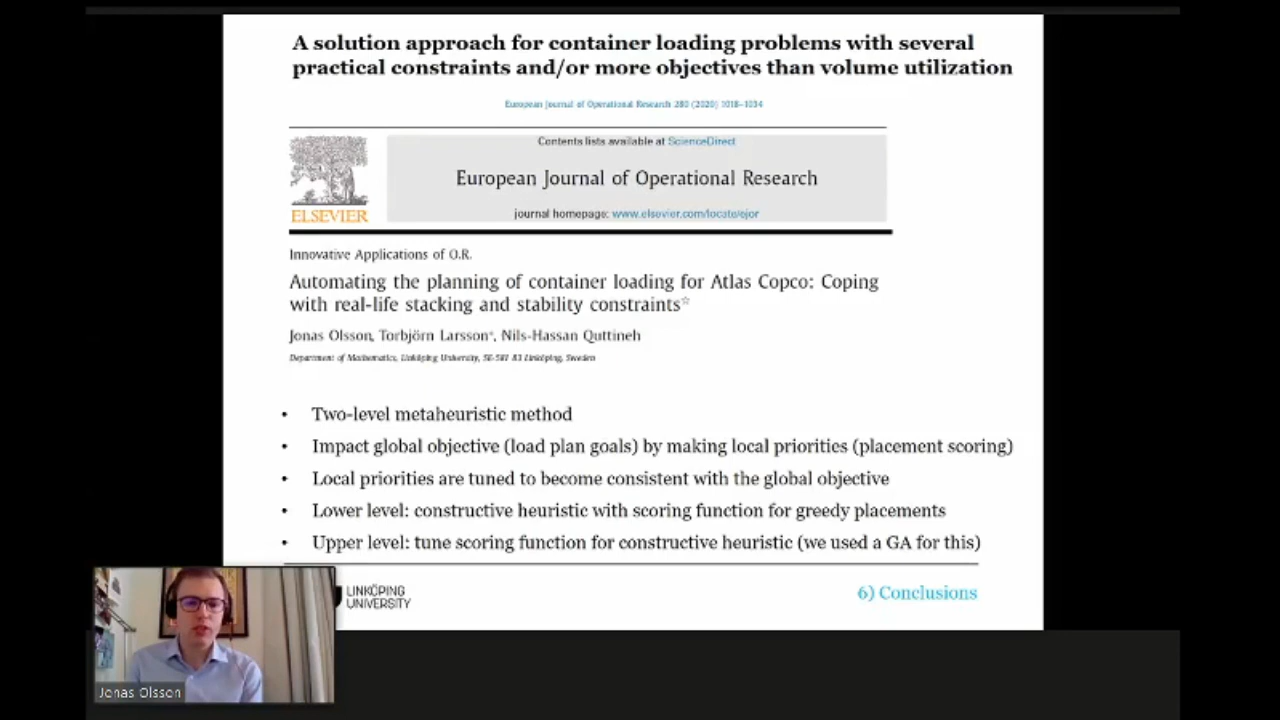 A solution approach for container loading problems with several
practical constraints and/or more objectives than volume utilization
European Journal of Operational Research 280 (2020) 1018–1034
Contents lists available at ScienceDirect
European Journal of Operational Research
journal homepage: www.elsevier.com/locate/ejor
ELSEVIER
Innovative Applications of O.R.
Automating the planning of container loading for Atlas Copco: Coping
with real-life stacking and stability constraints☆
Jonas Olsson, Torbjörn Larsson*, Nils-Hassan Quttineh
Department of Mathematics, Linköping University, SE-581 83 Linköping, Sweden
• Two-level metaheuristic method
• Impact global objective (load plan goals) by making local priorities (placement scoring)
• Local priorities are tuned to become consistent with the global objective
• Lower level: constructive heuristic with scoring function for greedy placements
• Upper level: tune scoring function for constructive heuristic (we used a GA for this)
LINKÖPING
UNIVERSITY
6) Conclusions
Jonas Olsson